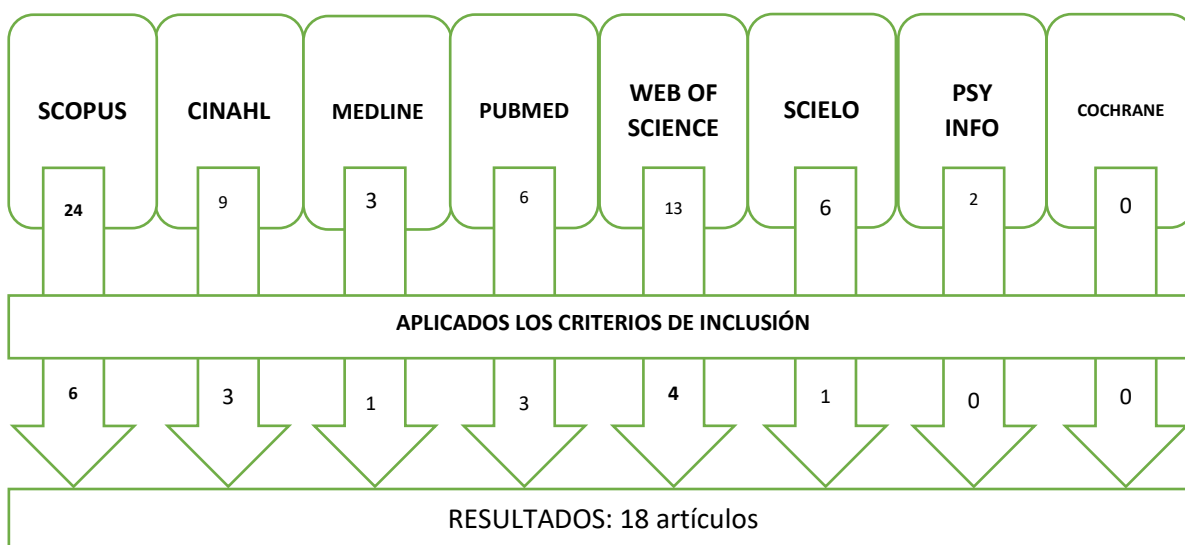 SCOPUS
CINAHL
MEDLINE
PUBMED
WEB OF
SCIENCE
SCIELO
PSY
INFO
COCHRANE
24
9
3
6
13
6
2
0
APLICADOS LOS CRITERIOS DE INCLUSIÓN
6
3
1
3
4
1
0
0
RESULTADOS: 18 artículos